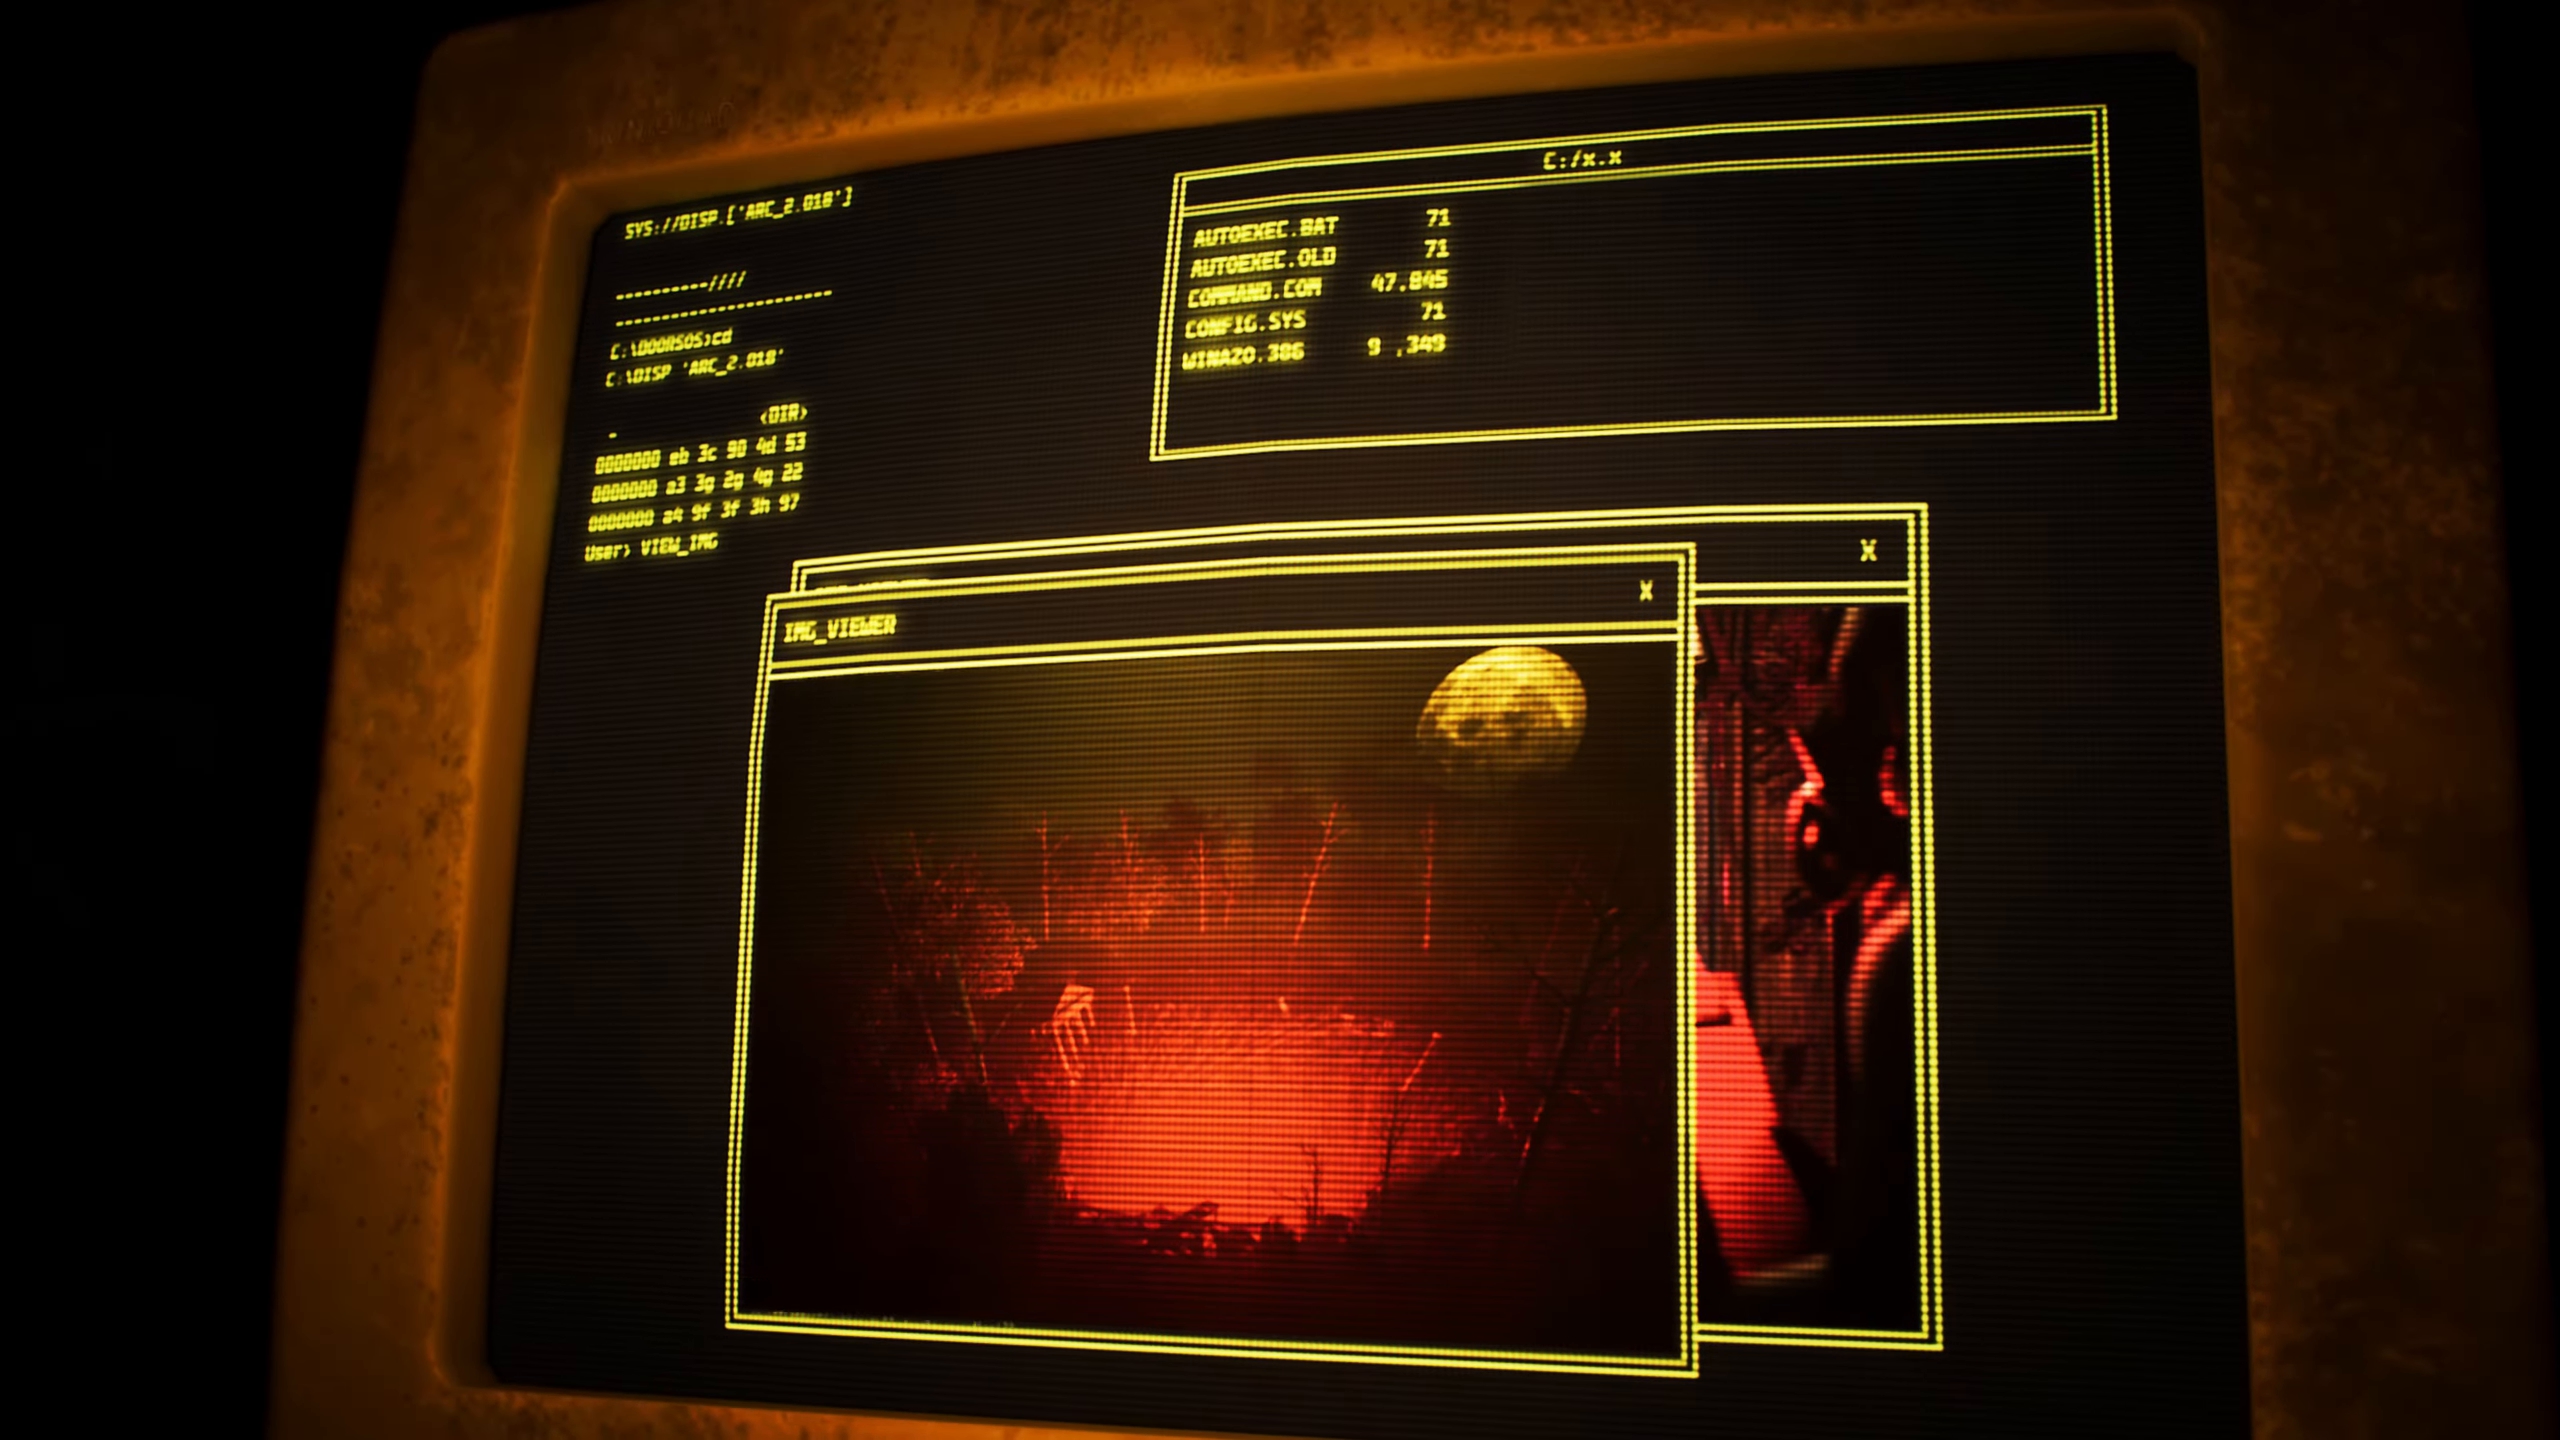 SYS://DISP.['ARC_2.018']
----------////
-----------------------
C:\DOORSOS>cd
C:\DISP 'ARC_2.018'
. <DIR>
0000000 eb 3c 90 4d 53
0000000 a3 3g 2g 4g 22
0000000 a4 9f 3f 3h 97
User> VIEW_IMG
C:/x.x
AUTOEXEC.BAT 71
AUTOEXEC.OLD 71
COMMAND.COM 47.845
CONFIG.SYS 71
WINA20.386 9 ,349
X
IMG_VIEWER X